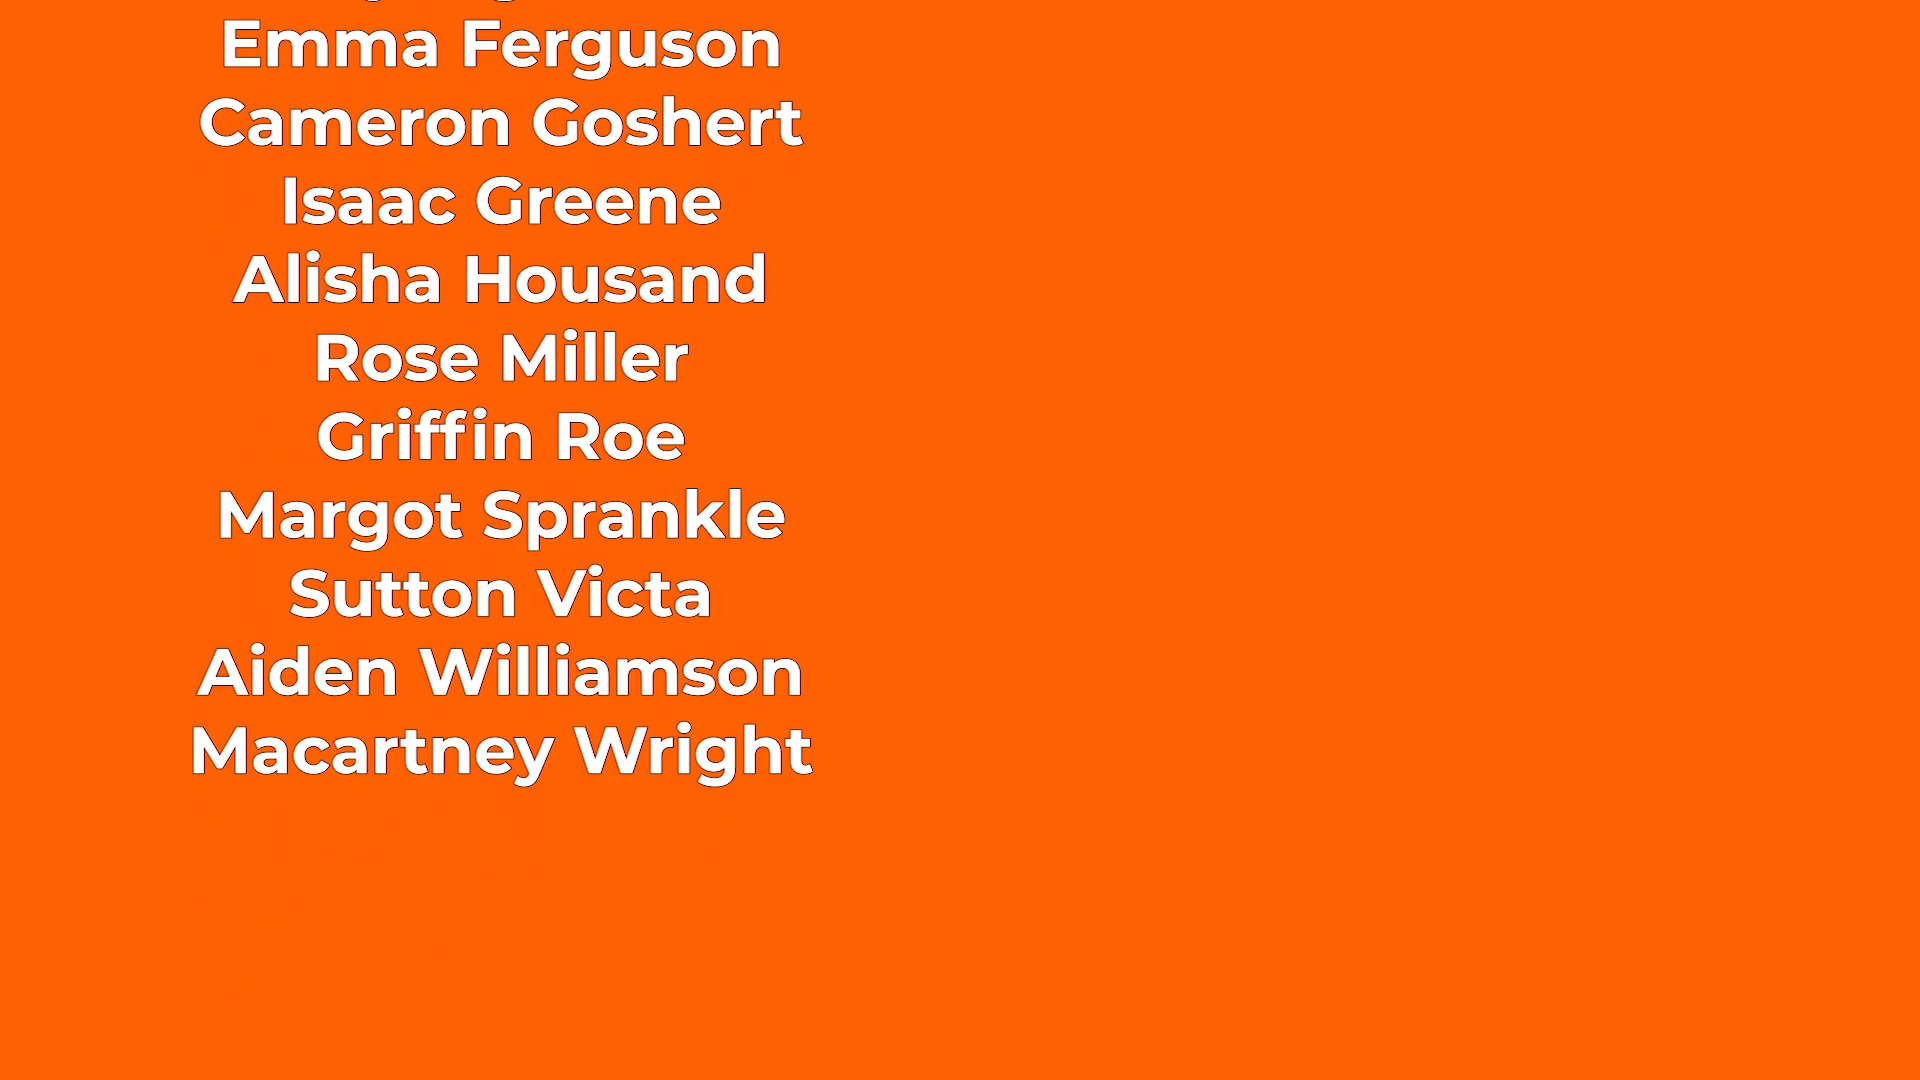 Emma Ferguson
Cameron Goshert
Isaac Greene
Alisha Housand
Rose Miller
Griffin Roe
Margot Sprankle
Sutton Victa
Aiden Williamson
Macartney Wright